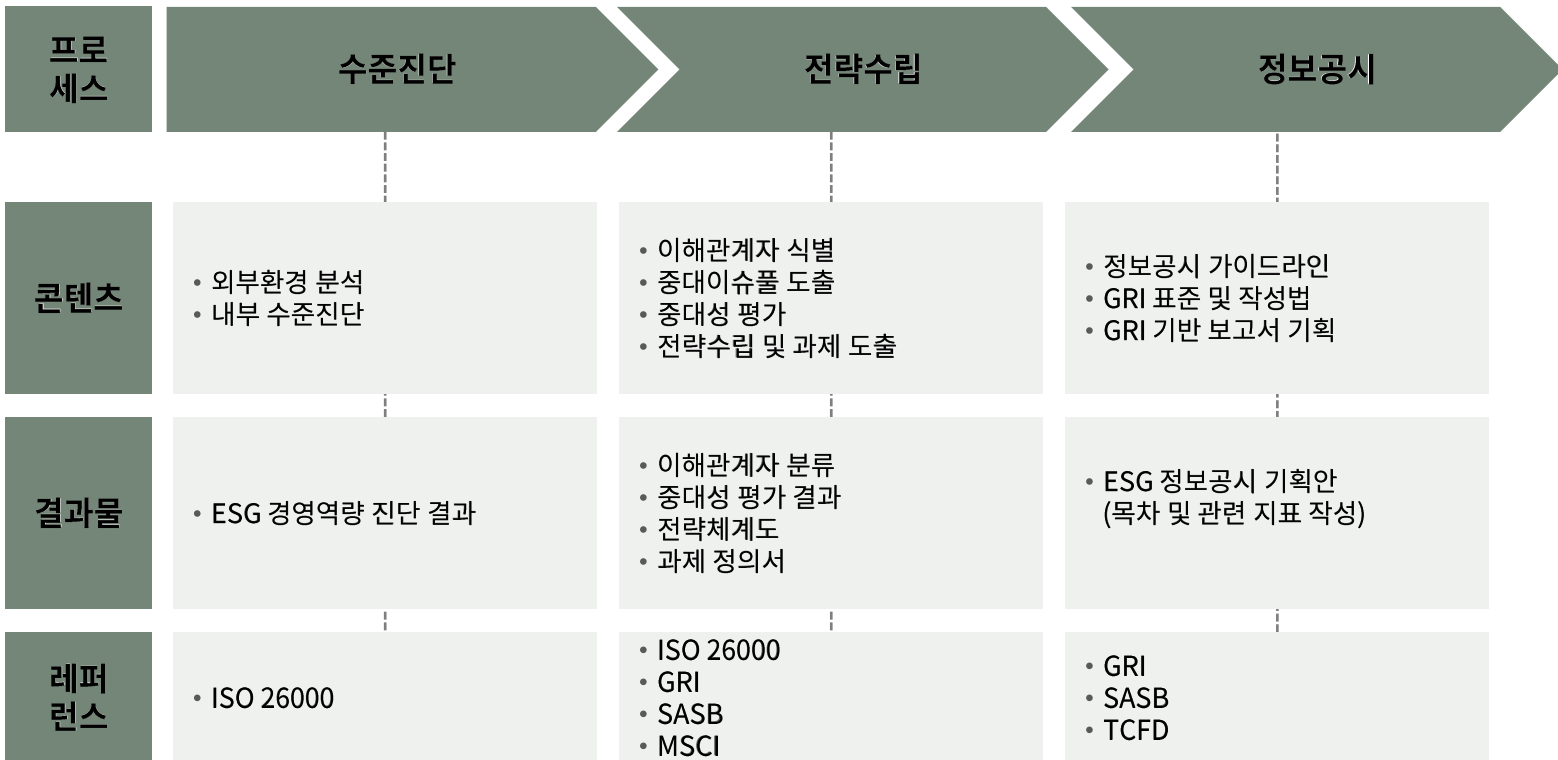 프로
세스
수준진단
전략수립
정보공시
콘텐츠
• 외부환경 분석
• 내부 수준진단
• 이해관계자 식별
• 중대이슈풀 도출
• 중대성 평가
• 전략수립 및 과제 도출
• 정보공시 가이드라인
• GRI 표준 및 작성법
• GRI 기반 보고서 기획
결과물
• ESG 경영역량 진단 결과
• 이해관계자 분류
• 중대성 평가 결과
• 전략체계도
• 과제 정의서
• ESG 정보공시 기획안
(목차 및 관련 지표 작성)
레퍼
런스
• ISO 26000
• ISO 26000
• GRI
• SASB
• MSCI
• GRI
• SASB
• TCFD